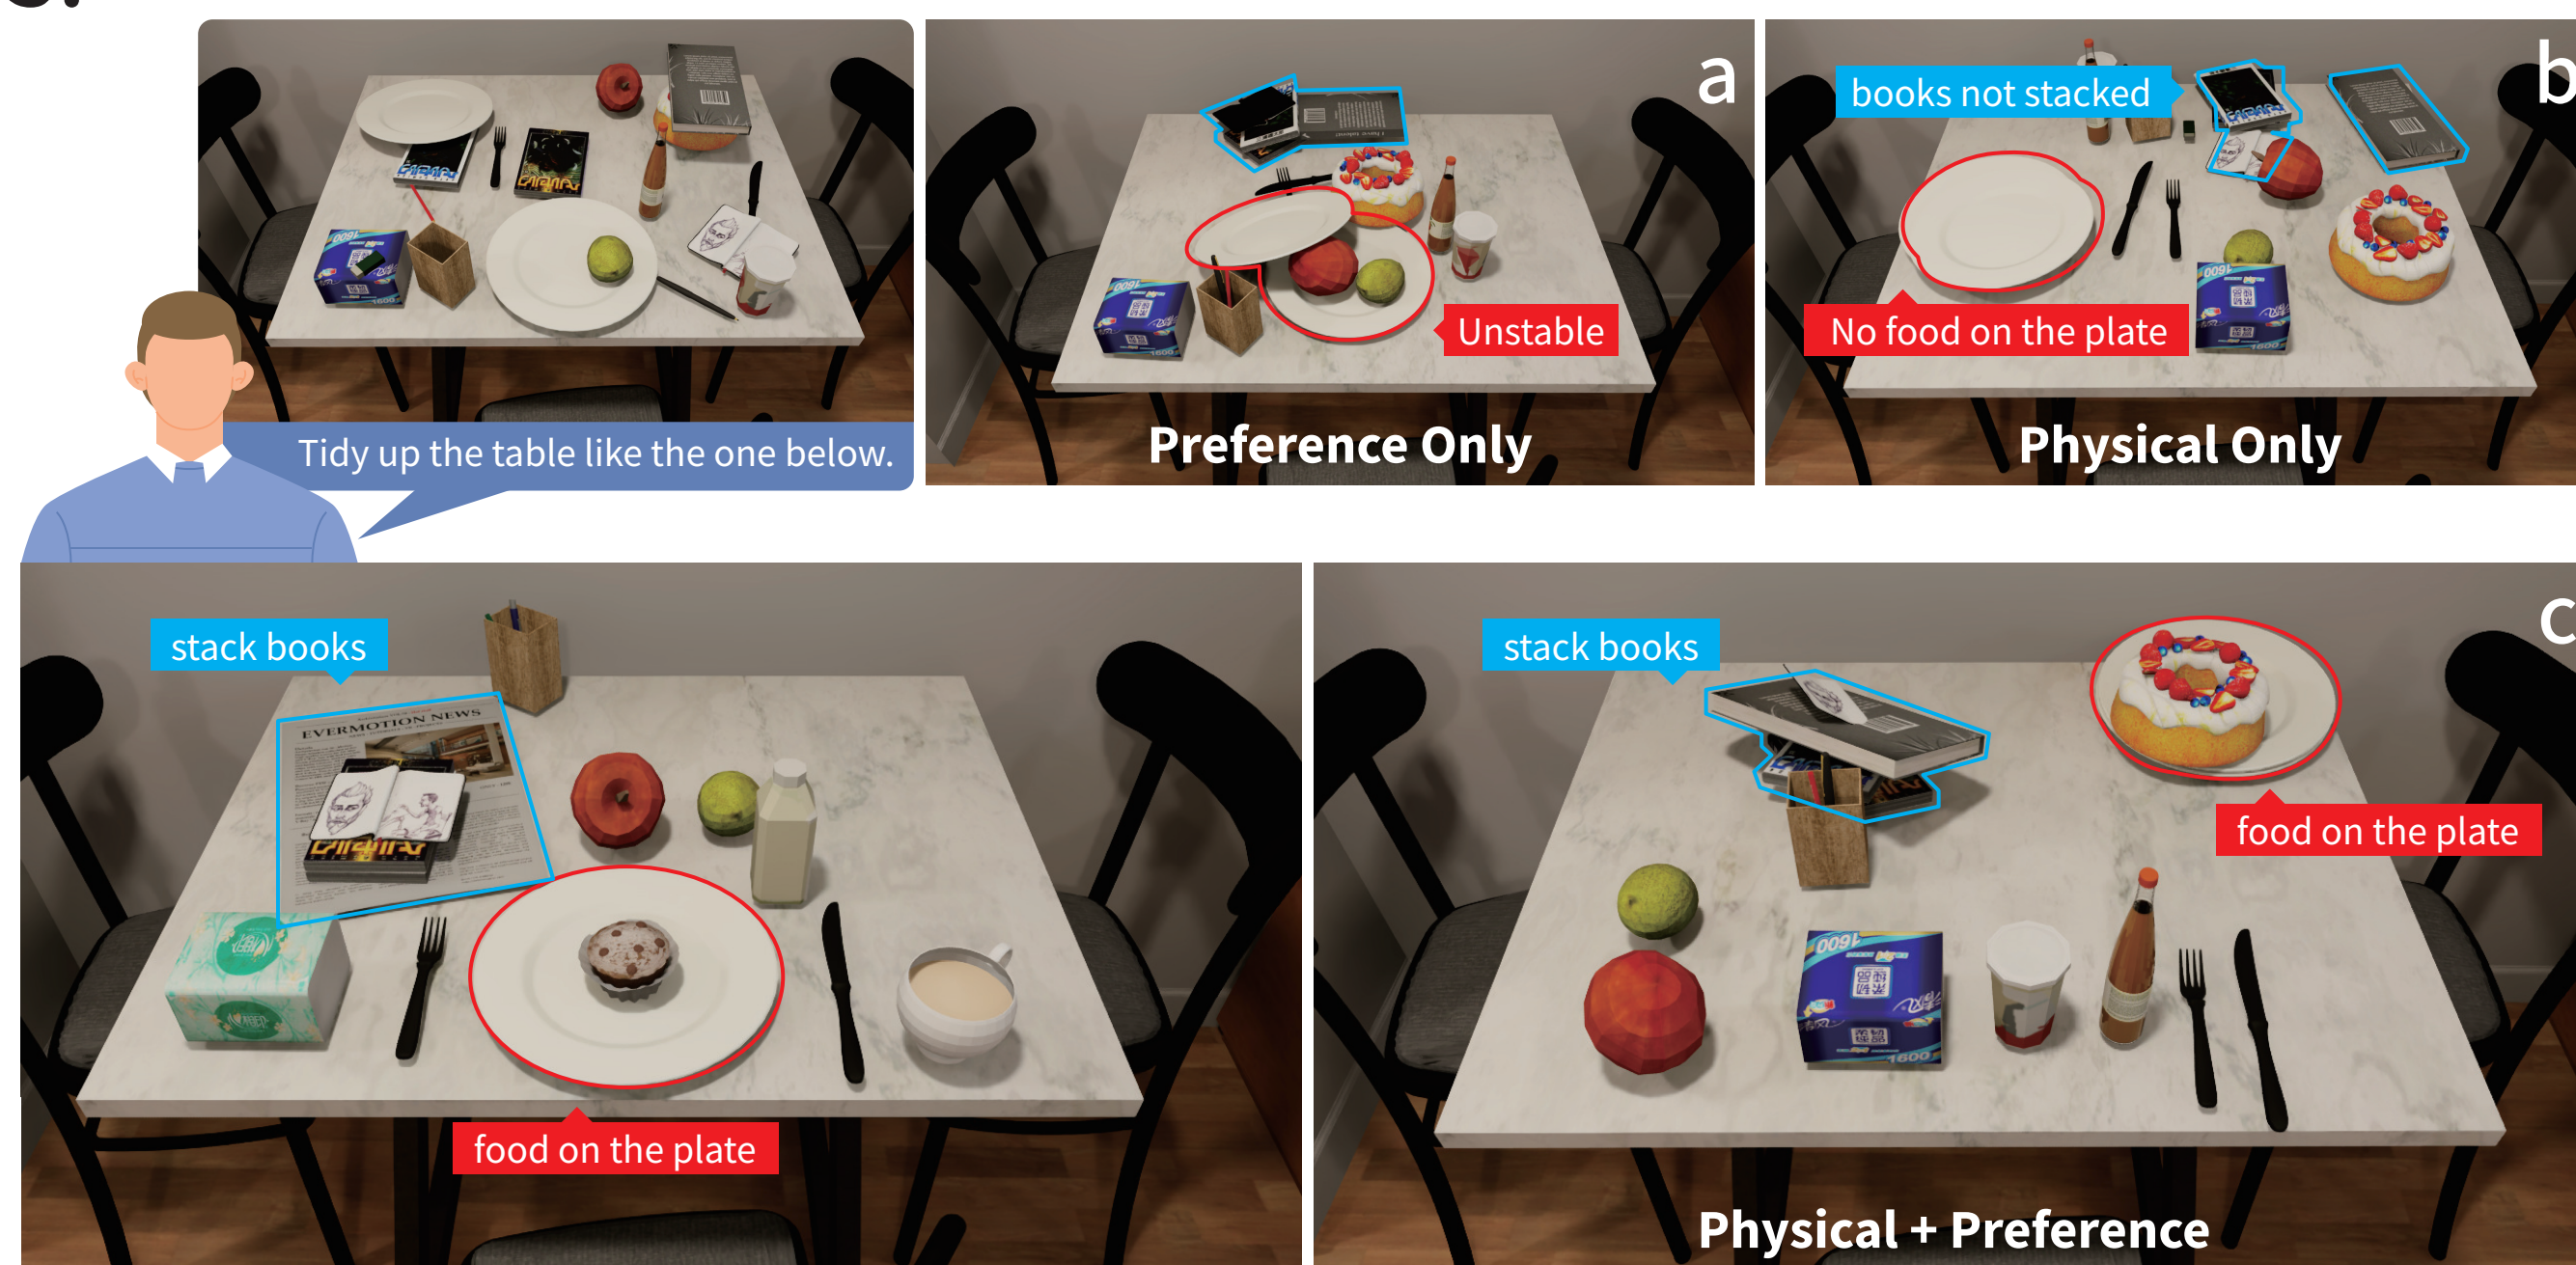 Tidy up the table like the one below.
a
Unstable
Preference Only
b
books not stacked
No food on the plate
Physical Only
stack books
EVERMOTION NEWS
food on the plate
c
stack books
food on the plate
1600
1600
Physical + Preference